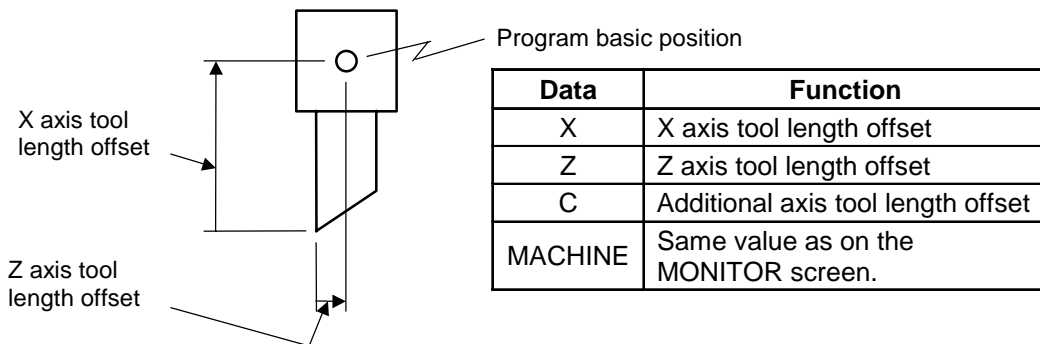 Program basic position
X axis tool
length offset
Z axis tool
length offset
Data Function
X X axis tool length offset
Z Z axis tool length offset
C Additional axis tool length offset
MACHINE Same value as on the
MONITOR screen.